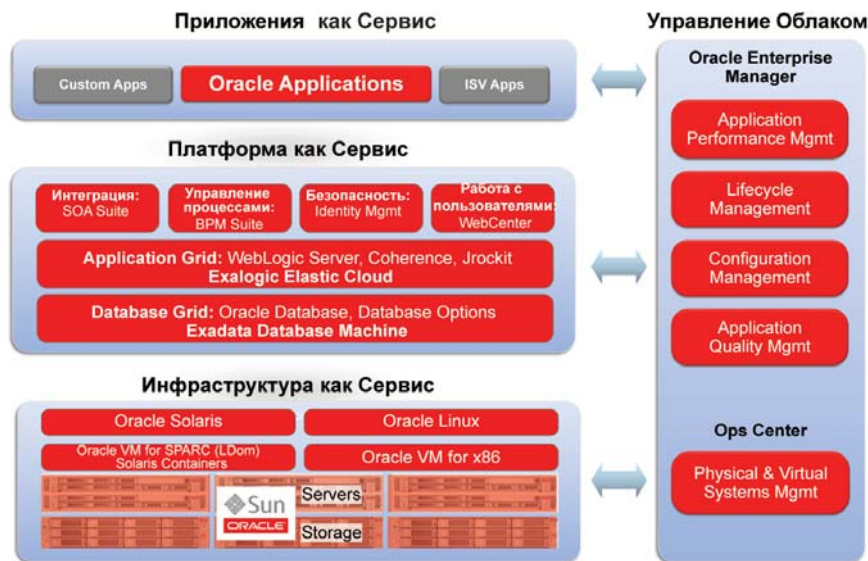 Приложения как Сервис
Custom Apps
Oracle Applications
ISV Apps
Платформа как Сервис
Интеграция:
SOA Suite
Управление
процессами:
BPM Suite
Безопасность:
Identity Mgmt
Работа с
пользователями:
WebCenter
Application Grid: WebLogic Server, Coherence, Jrockit
Exalogic Elastic Cloud
Database Grid: Oracle Database, Database Options
Exadata Database Machine
Инфраструктура как Сервис
Oracle Solaris
Oracle Linux
Oracle VM for SPARC (LDom)
Solaris Containers
Oracle VM for x86
Sun
ORACLE
Servers
Storage
Управление Облаком
Oracle Enterprise
Manager
Application
Performance Mgmt
Lifecycle
Management
Configuration
Management
Application
Quality Mgmt
Ops Center
Physical & Virtual
Systems Mgmt